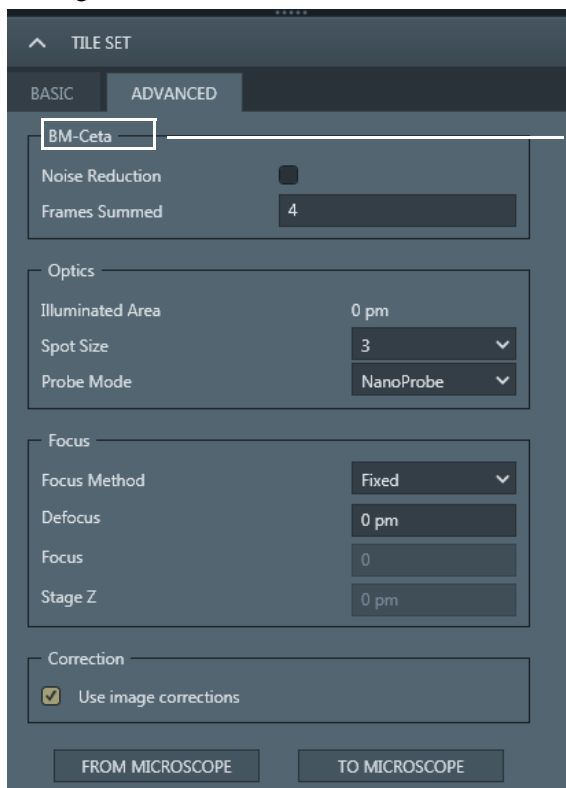 TILE SET
BASIC ADVANCED
BM-Ceta
Noise Reduction
Frames Summed 4
Optics
Illuminated Area 0 pm
Spot Size 3
Probe Mode NanoProbe
Focus
Focus Method Fixed
Defocus 0 pm
Focus 0
Stage Z 0 pm
Correction
Use image corrections
FROM MICROSCOPE TO MICROSCOPE